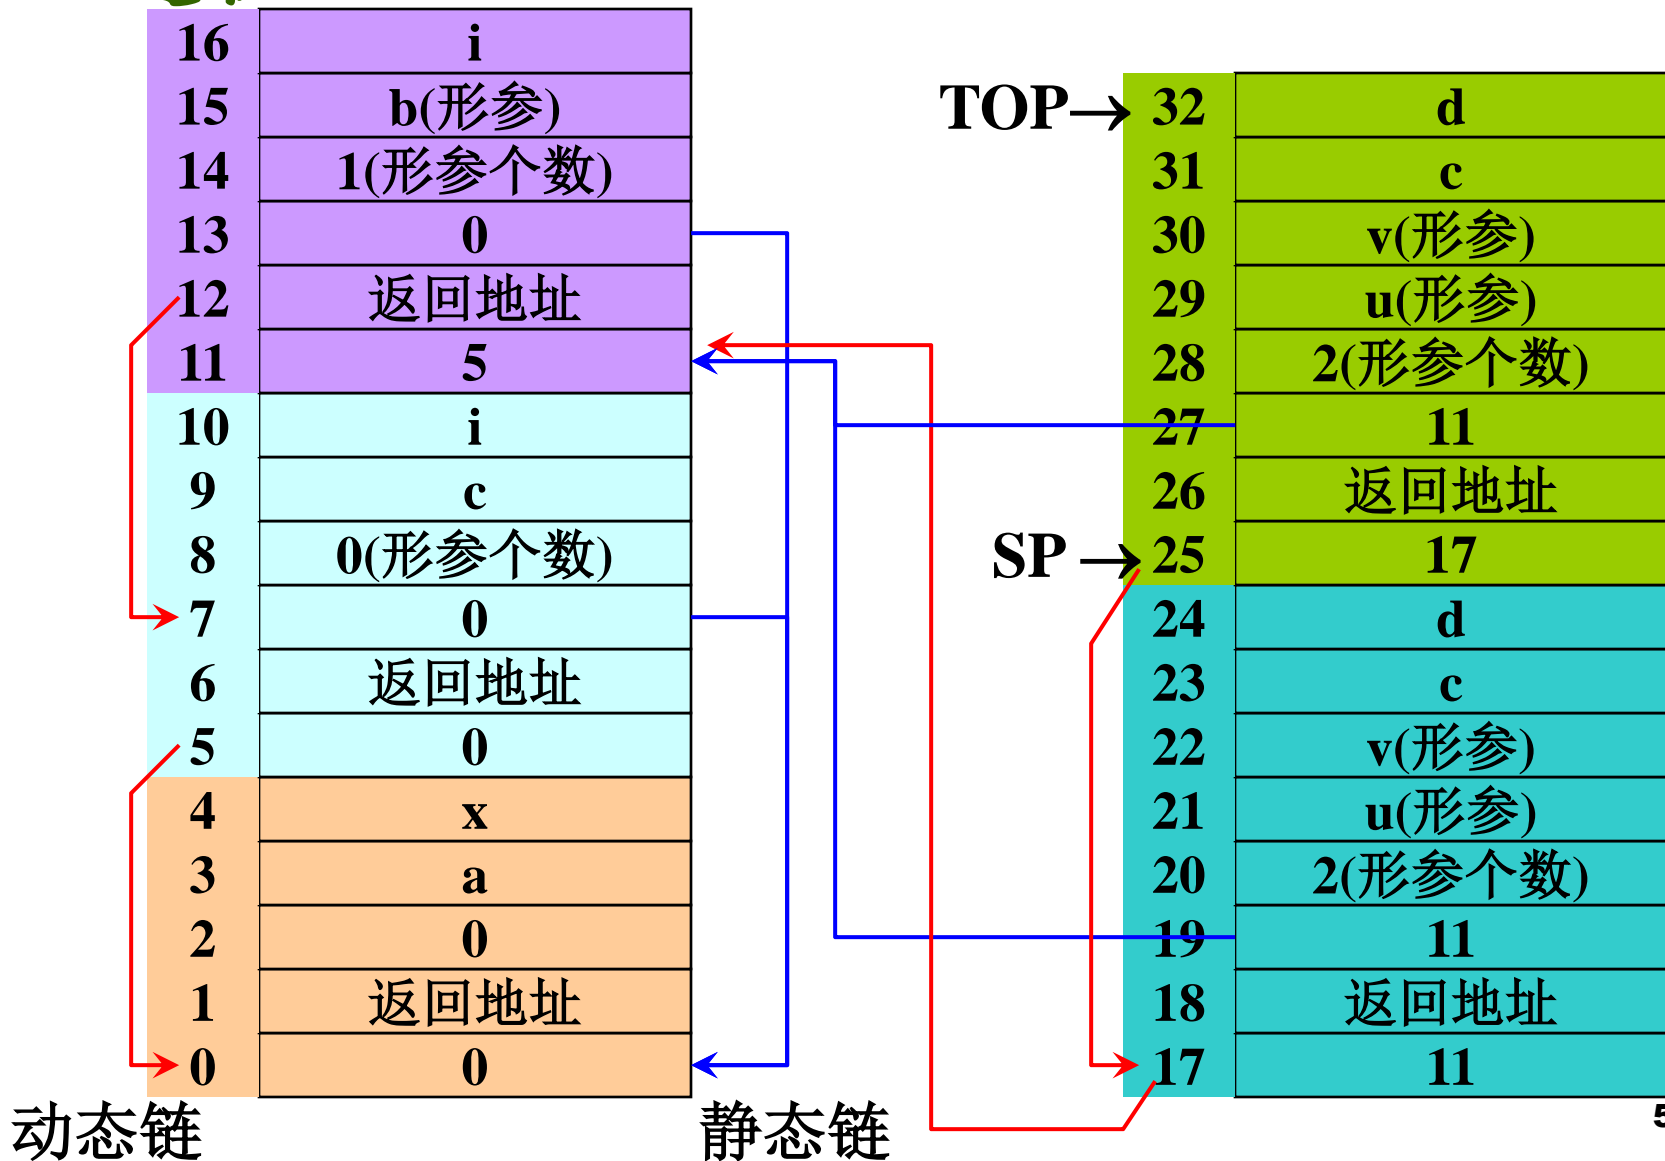 16 i
15 b(形参)
14 1(形参个数)
13 0
12 返回地址
11 5
10 i
9 c
8 0(形参个数)
7 0
6 返回地址
5 0
4 x
3 a
2 0
1 返回地址
0 0
动态链
静态链
TOP→ 32 d
31 c
30 v(形参)
29 u(形参)
28 2(形参个数)
27 11
26 返回地址
SP → 25 17
24 d
23 c
22 v(形参)
21 u(形参)
20 2(形参个数)
19 11
18 返回地址
17 11